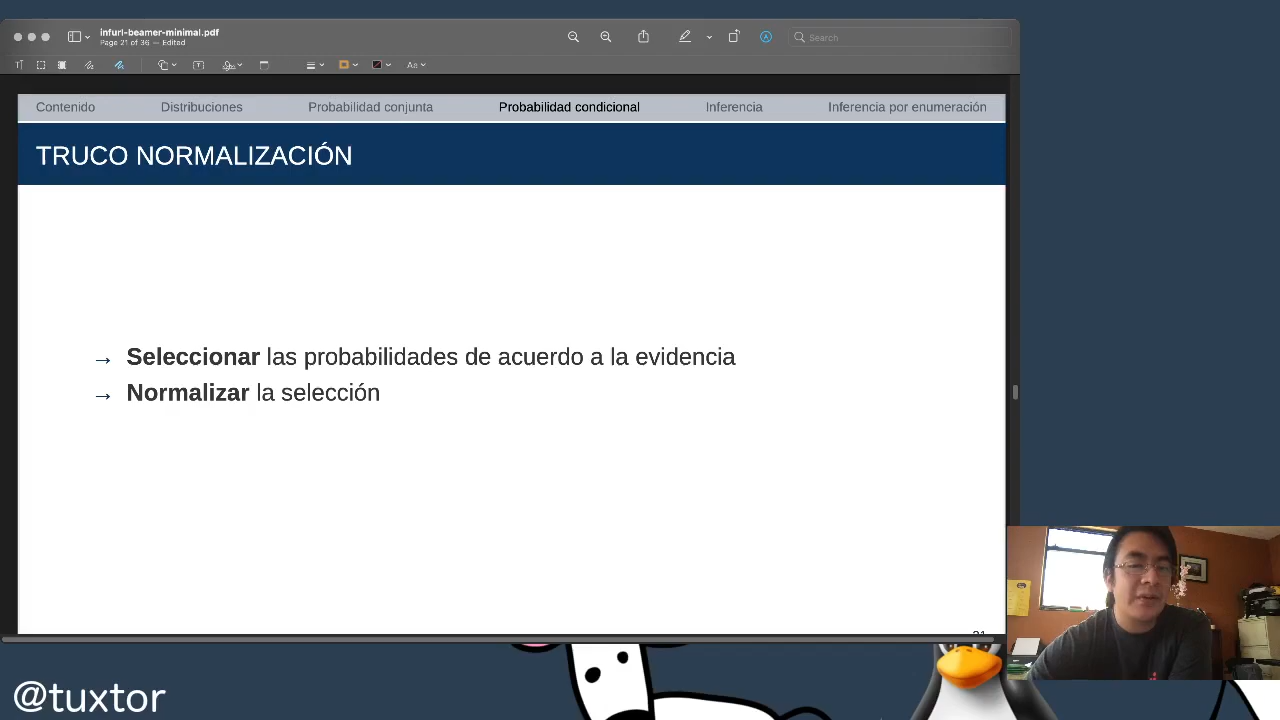 infurl-beamer-minimal.pdf
Page 21 of 36 — Edited
Search
Aa
Contenido Distribuciones Probabilidad conjunta Probabilidad condicional Inferencia Inferencia por enumeración
TRUCO NORMALIZACIÓN
→ Seleccionar las probabilidades de acuerdo a la evidencia
→ Normalizar la selección
@tuxtor